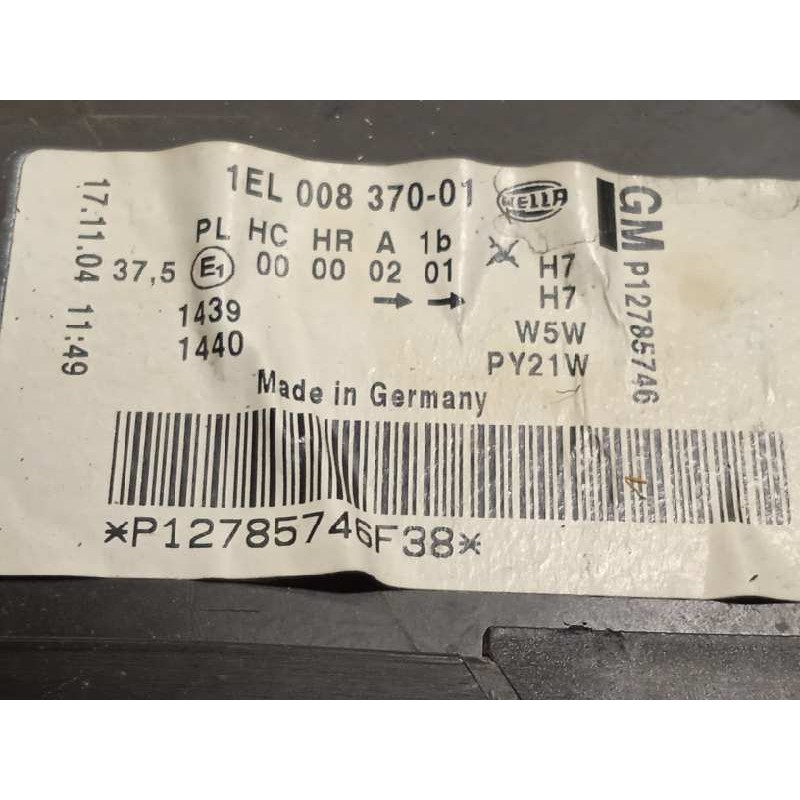 1EL 008 370-01 HELLA
PL HC HR A 1b
37,5 E1 00 00 02 01
1439
1440
H7
H7
W5W
PY21W
Made in Germany
*P12785746F38*
17.11.04 11:49
GM P12785746